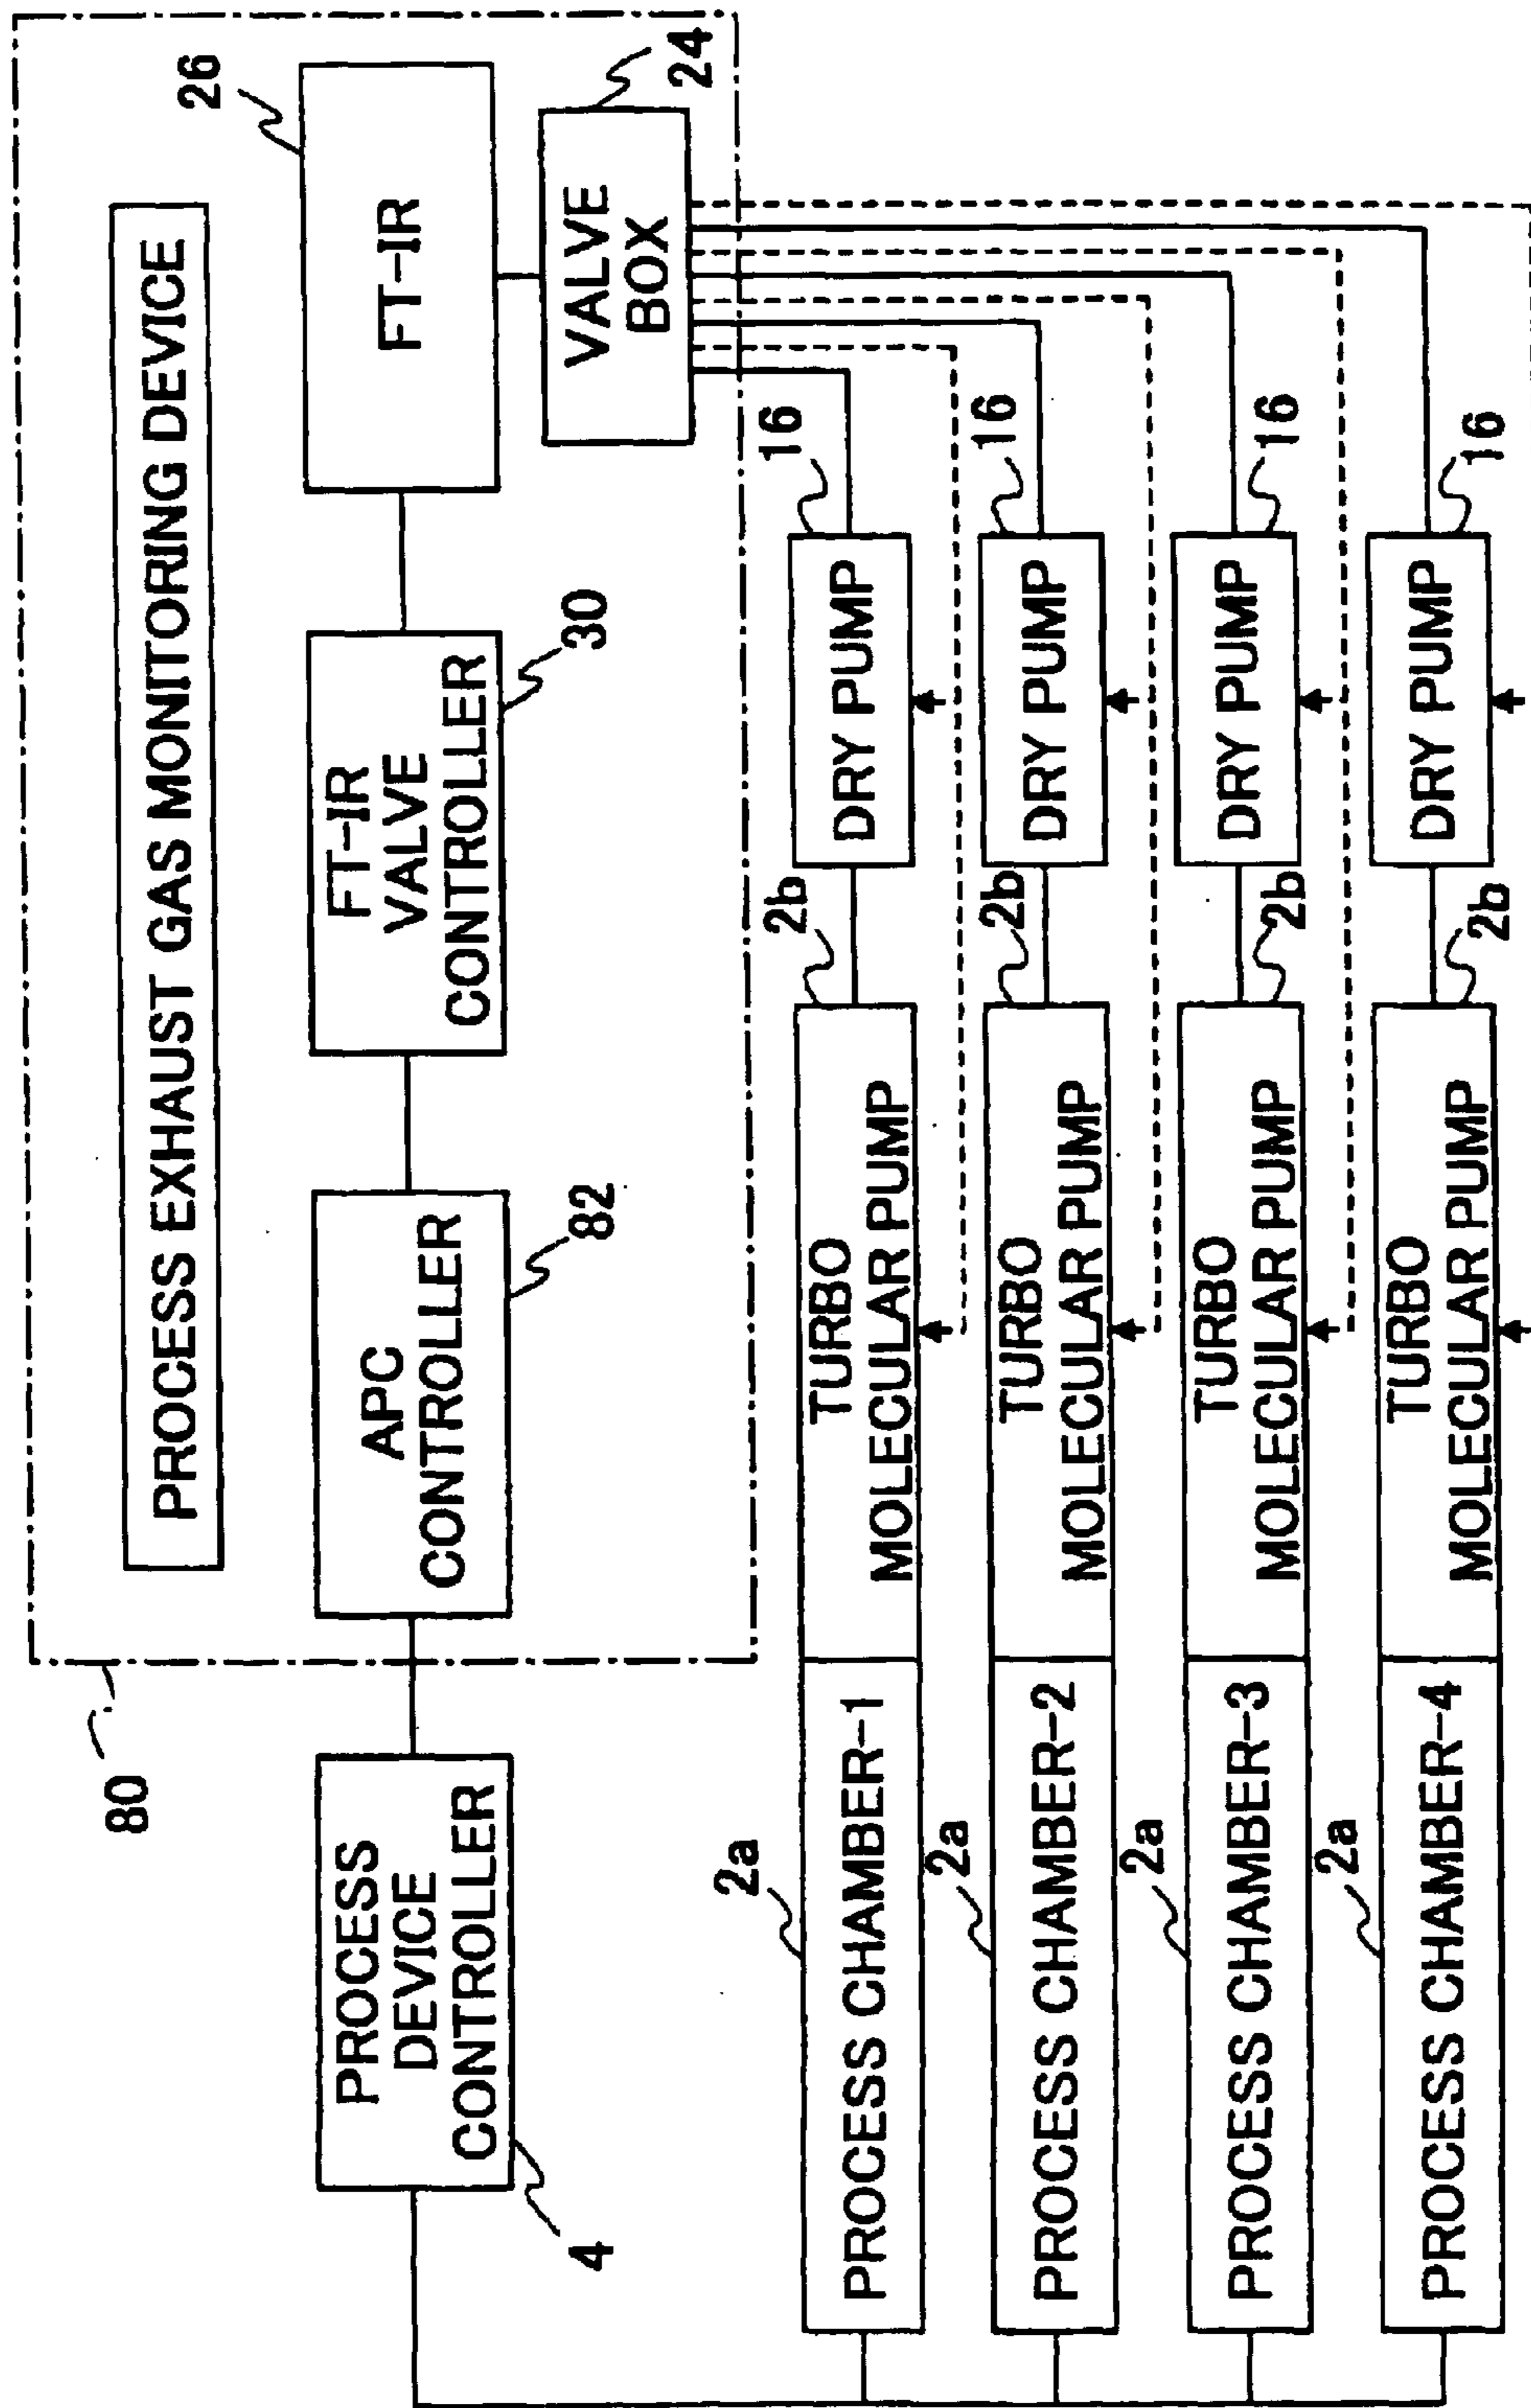 80
PROCESS EXHAUST GAS MONITORING DEVICE
26
PROCESS
DEVICE
CONTROLLER
4
APC
CONTROLLER
82
FT-IR
VALVE
CONTROLLER
30
FT-IR
VALVE
BOX
24
2a
PROCESS CHAMBER-1
TURBO
MOLECULAR PUMP
2b
DRY PUMP
16
2a
PROCESS CHAMBER-2
TURBO
MOLECULAR PUMP
2b
DRY PUMP
16
2a
PROCESS CHAMBER-3
TURBO
MOLECULAR PUMP
2b
DRY PUMP
16
2a
PROCESS CHAMBER-4
TURBO
MOLECULAR PUMP
2b
DRY PUMP
16